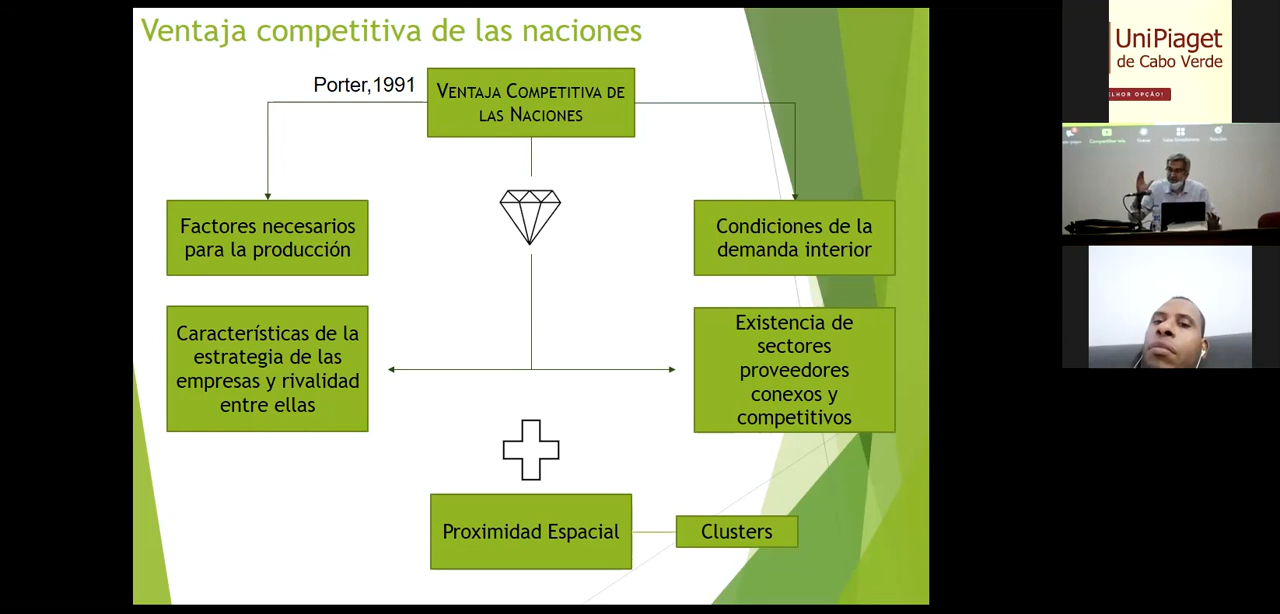 Ventaja competitiva de las naciones
Porter,1991
VENTAJA COMPETITIVA DE
LAS NACIONES
Factores necesarios
para la producción
Condiciones de la
demanda interior
Características de la
estrategia de las
empresas y rivalidad
entre ellas
Existencia de
sectores
proveedores
conexos y
competitivos
Proximidad Espacial
Clusters
UniPiaget
de Cabo Verde
LHOR OPÇÃO!